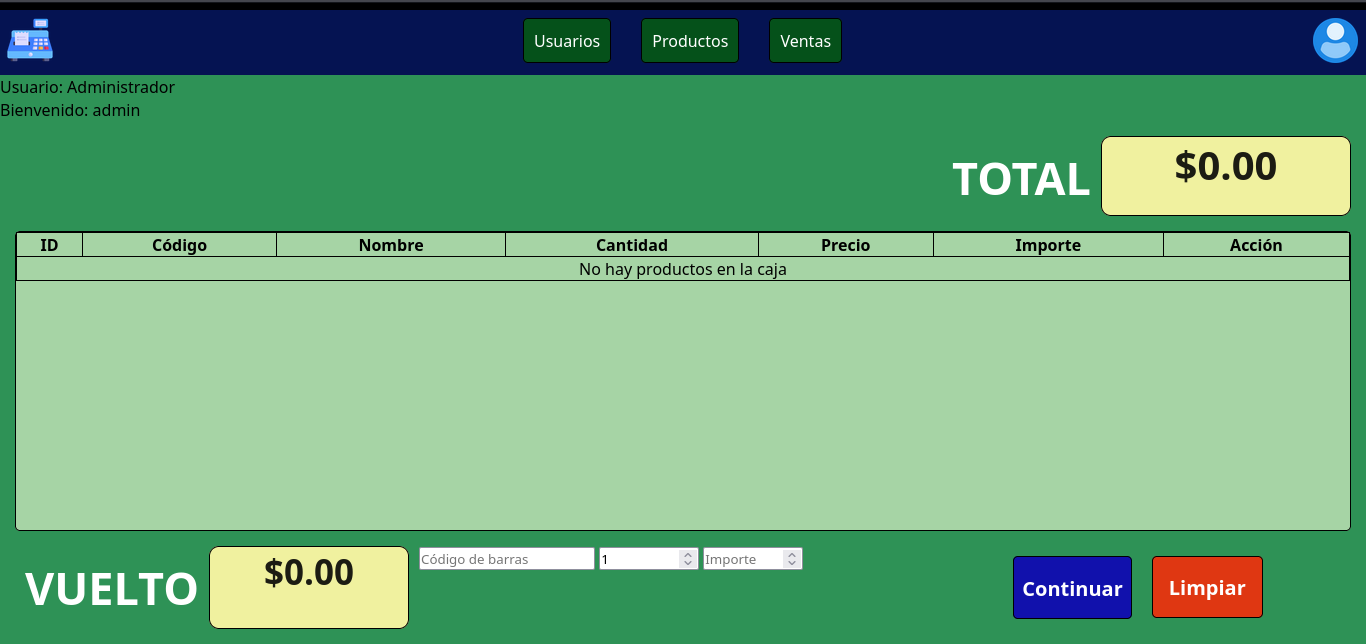 Usuarios Productos Ventas
Usuario: Administrador
Bienvenido: admin
TOTAL $0.00
ID Código Nombre Cantidad Precio Importe Acción
No hay productos en la caja
VUELTO $0.00 Código de barras 1 Importe Continuar Limpiar